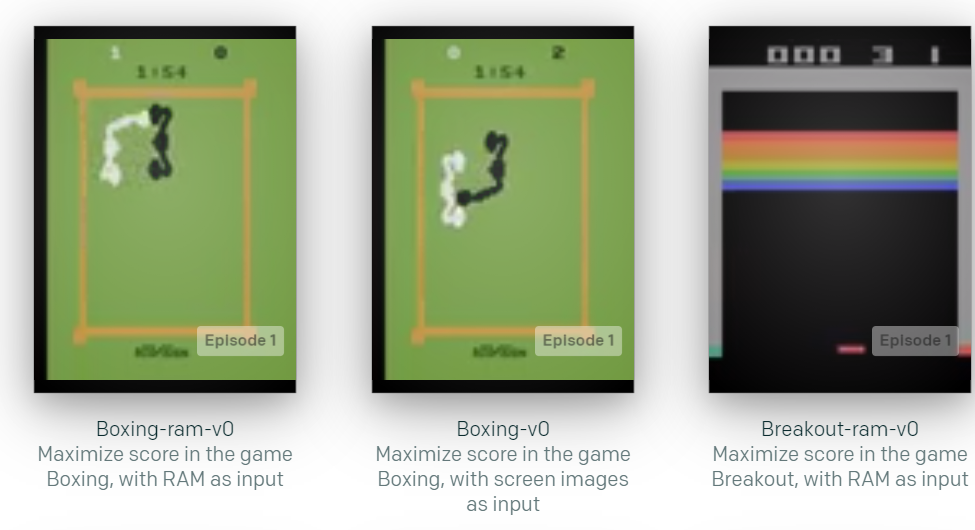 1 0
1:54
Episode 1
Boxing-ram-v0
Maximize score in the game
Boxing, with RAM as input
0 2
1:54
Episode 1
Boxing-v0
Maximize score in the game
Boxing, with screen images
as input
000 3 1
Episode 1
Breakout-ram-v0
Maximize score in the game
Breakout, with RAM as input